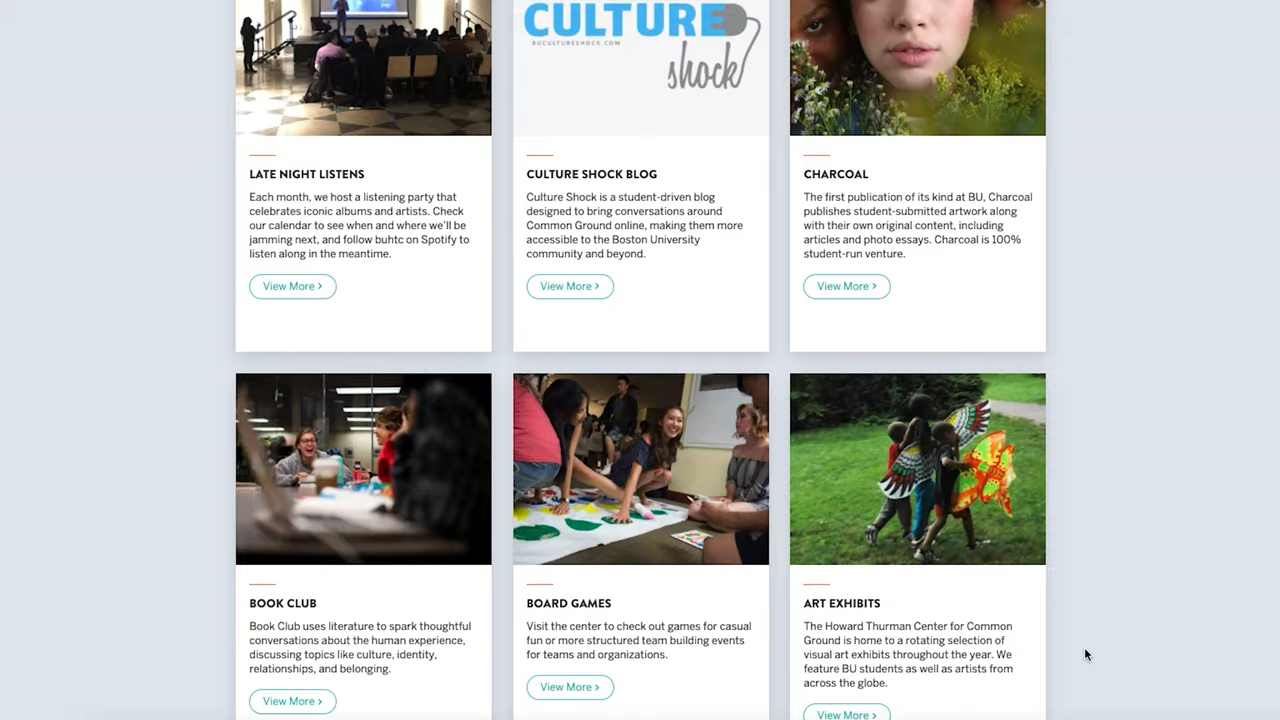 CULTURE
BUCULTURESHOCK.COM
shock
LATE NIGHT LISTENS
Each month, we host a listening party that
celebrates iconic albums and artists. Check
our calendar to see when and where we'll be
jamming next, and follow buhtc on Spotify to
listen along in the meantime.
View More >
CULTURE SHOCK BLOG
Culture Shock is a student-driven blog
designed to bring conversations around
Common Ground online, making them more
accessible to the Boston University
community and beyond.
View More >
CHARCOAL
The first publication of its kind at BU, Charcoal
publishes student-submitted artwork along
with their own original content, including
articles and photo essays. Charcoal is 100%
student-run venture.
View More >
BOOK CLUB
Book Club uses literature to spark thoughtful
conversations about the human experience,
discussing topics like culture, identity,
relationships, and belonging.
View More >
BOARD GAMES
Visit the center to check out games for casual
fun or more structured team building events
for teams and organizations.
View More >
ART EXHIBITS
The Howard Thurman Center for Common
Ground is home to a rotating selection of
visual art exhibits throughout the year. We
feature BU students as well as artists from
across the globe.
View More >